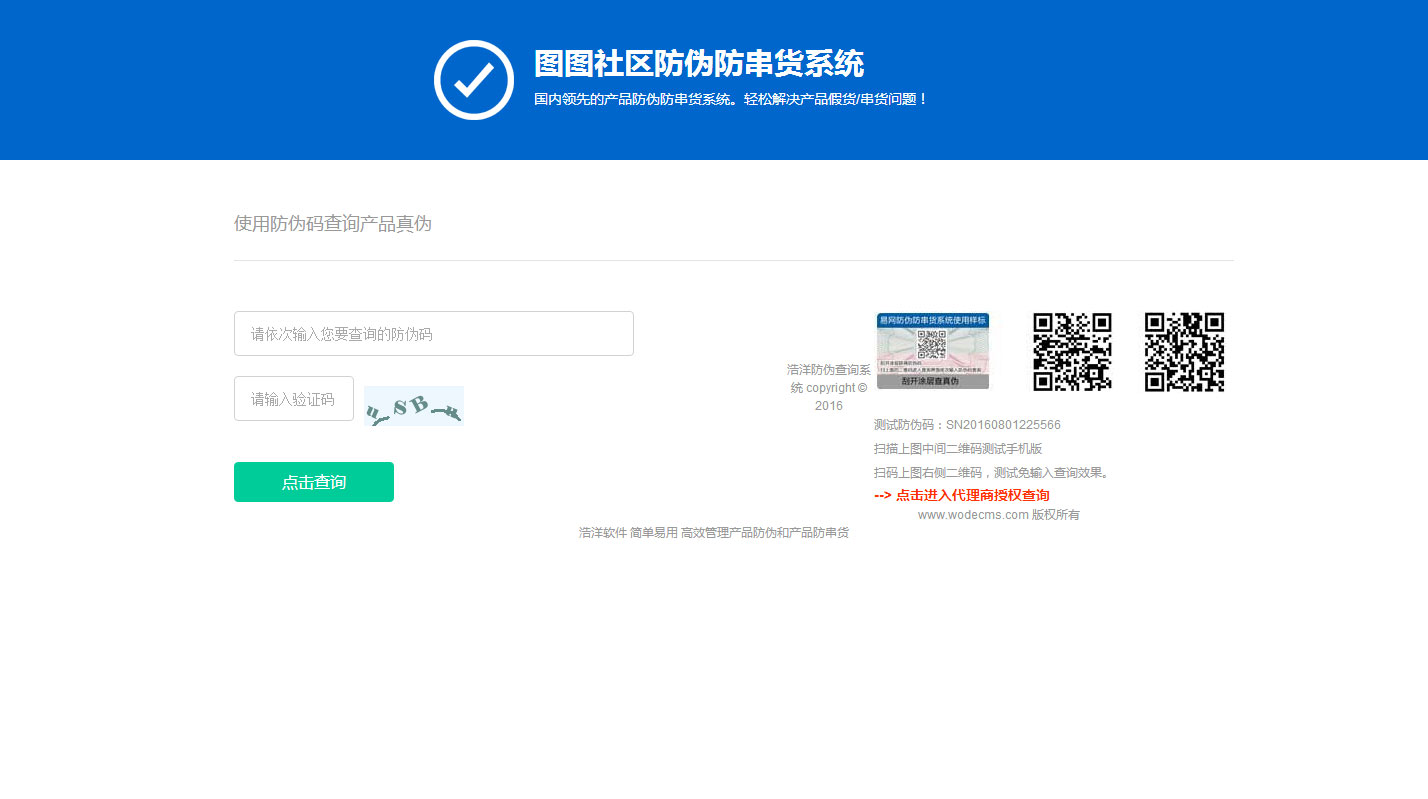 图图社区防伪防串货系统
国内领先的产品防伪防串货系统。轻松解决产品假货/串货问题！
使用防伪码查询产品真伪
请依次输入您要查询的防伪码
请输入验证码
点击查询
浩洋防伪查询系
统 copyright ©
2016
易网防伪防串货系统使用样标
刮开涂层查真伪
测试防伪码：SN20160801225566
扫描上图中间二维码测试手机版
扫码上图右侧二维码，测试免输入查询效果。
--> 点击进入代理商授权查询
www.wodecms.com 版权所有
浩洋软件 简单易用 高效管理产品防伪和产品防串货